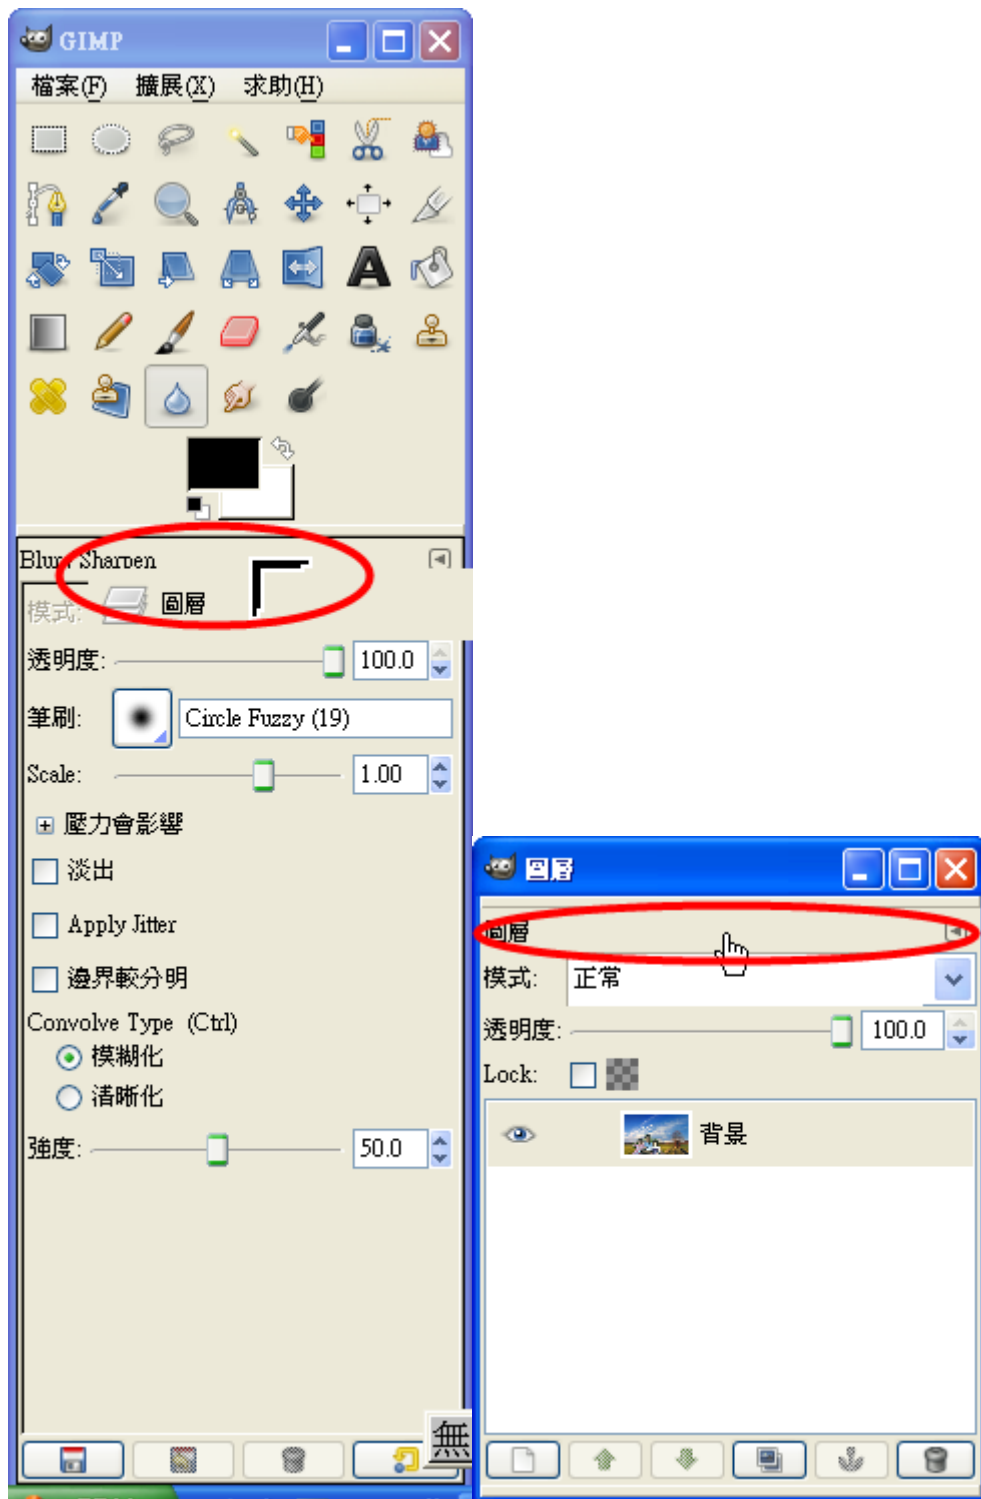 GIMP
檔案(F) 擴展(X) 求助(H)
Blur / Sharpen
模式:
圖層
透明度: 100.0
筆刷: Circle Fuzzy (19)
Scale: 1.00
壓力會影響
淡出
Apply Jitter
邊界較分明
Convolve Type (Ctrl)
模糊化
清晰化
強度: 50.0
無
圖層
圖層
模式: 正常
透明度: 100.0
Lock:
背景